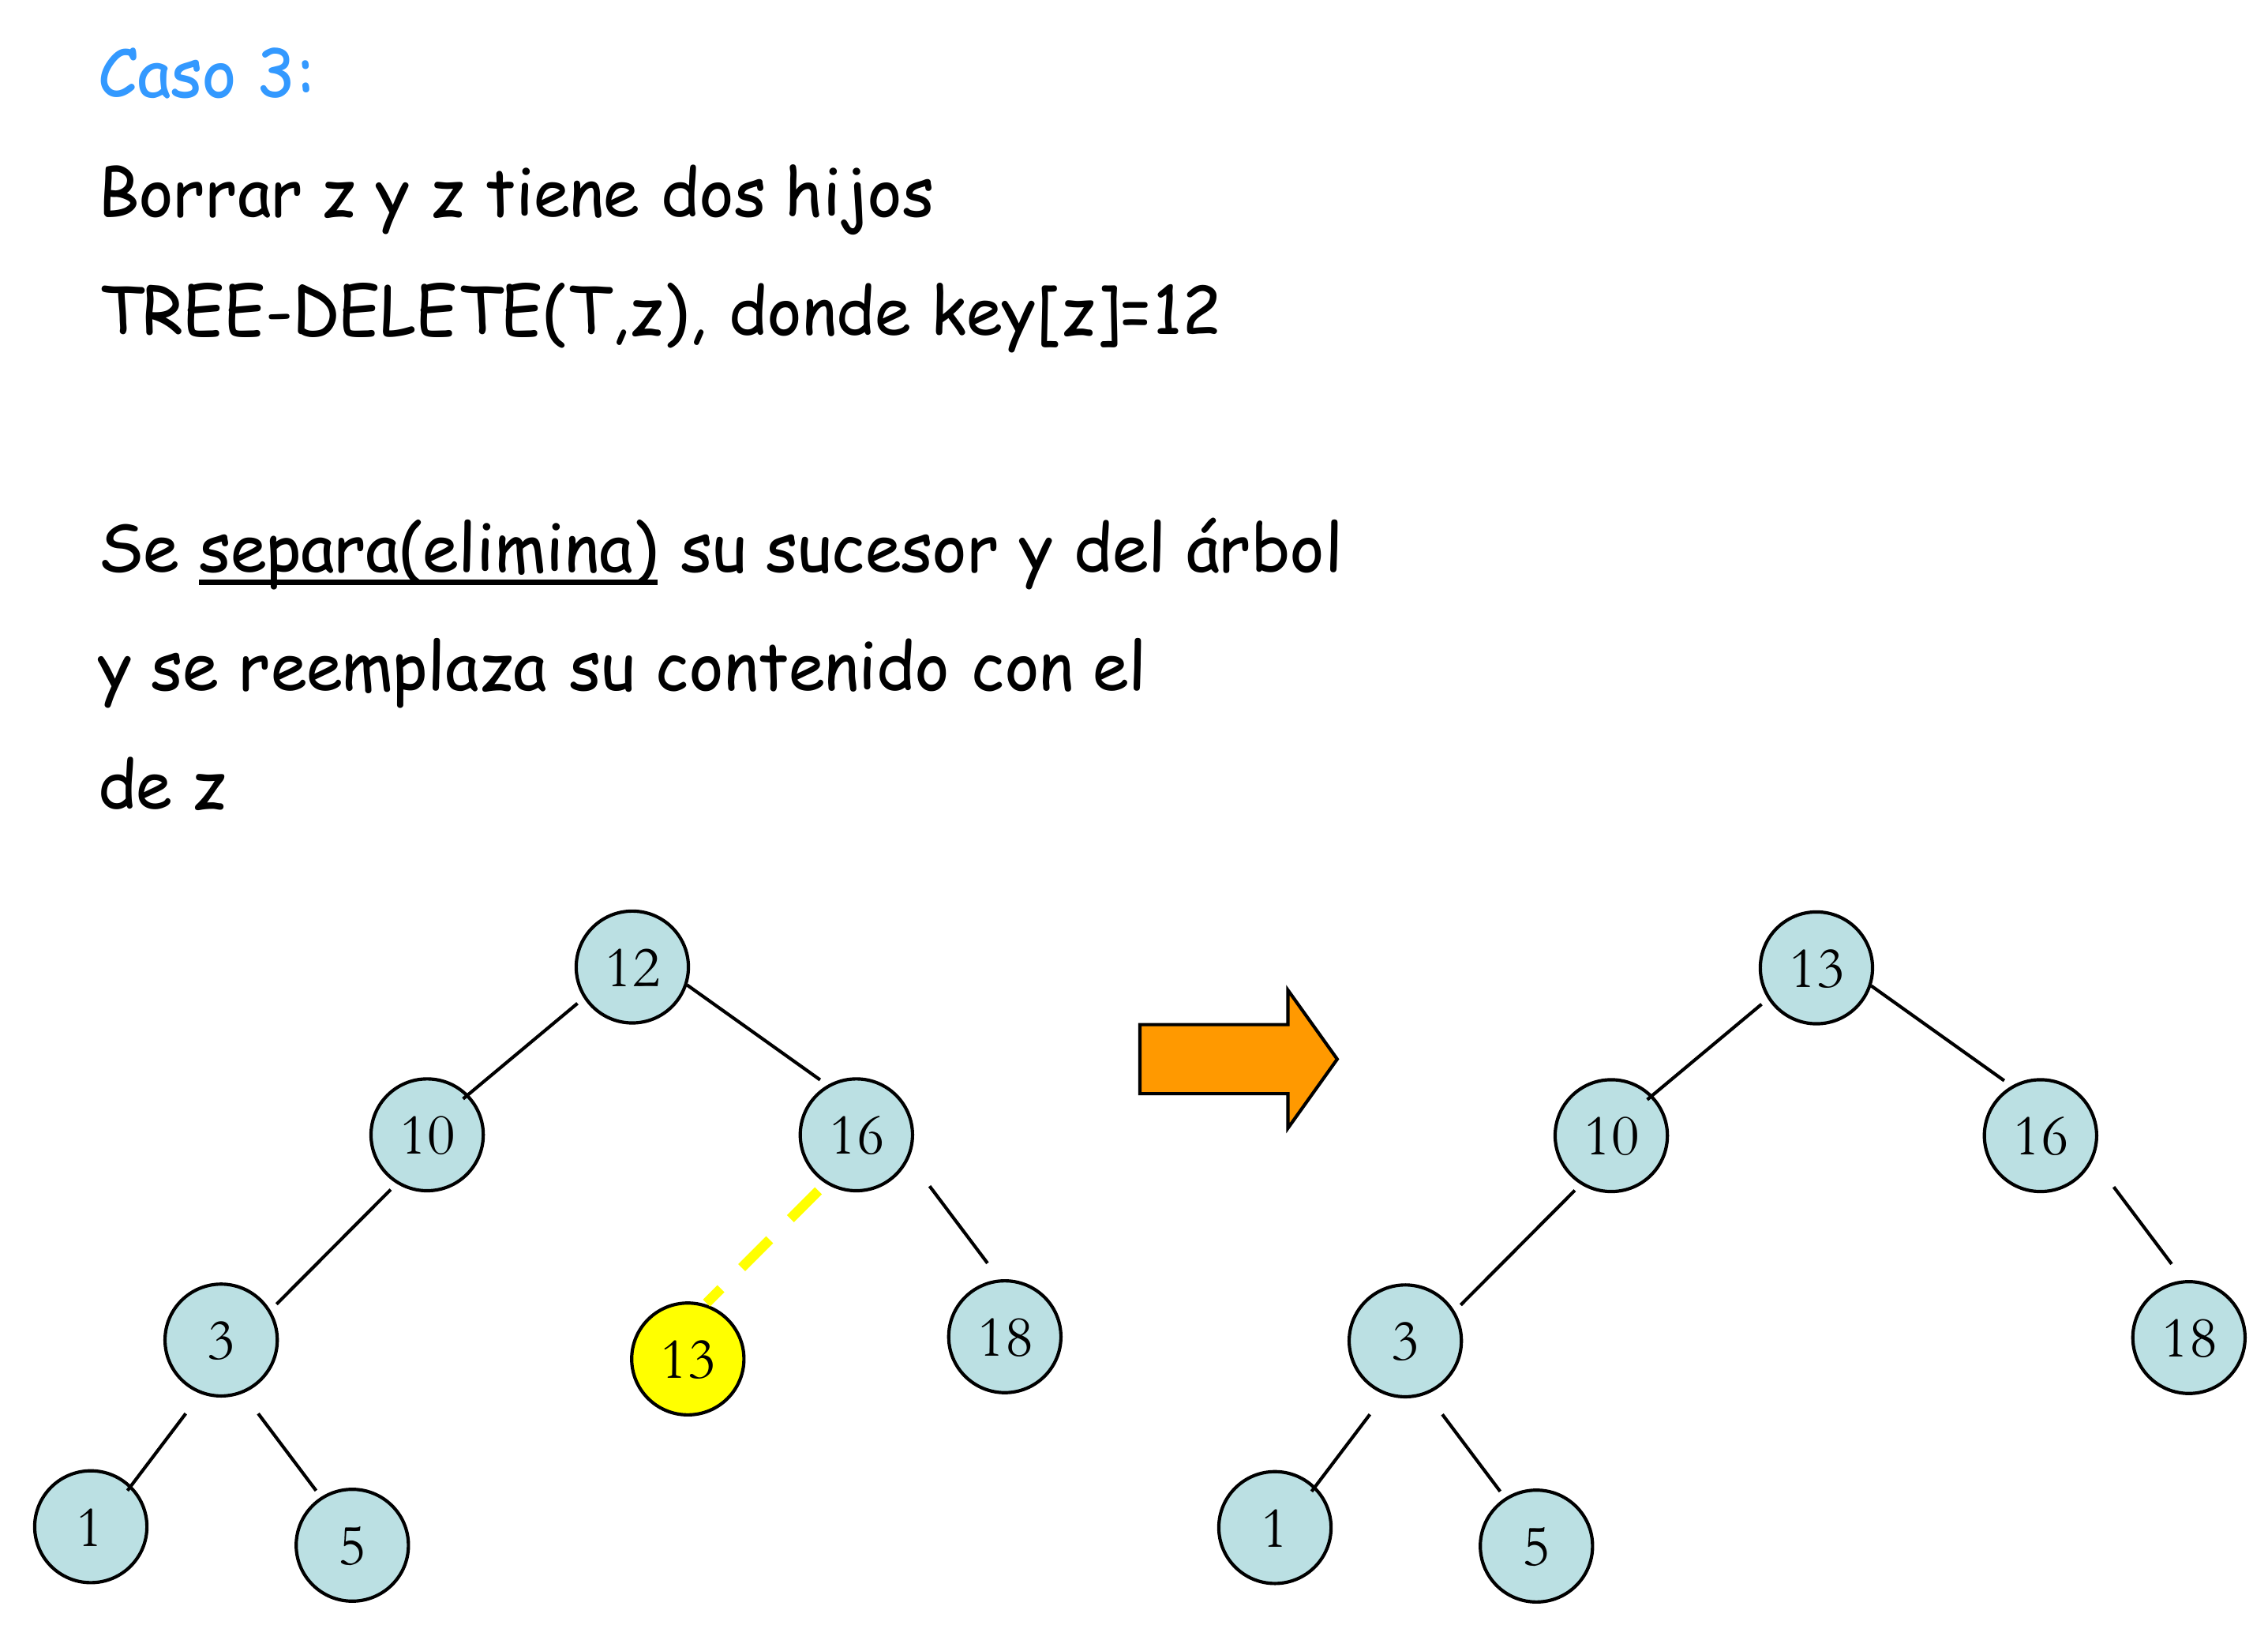 Caso 3:
Borrar z y z tiene dos hijos
TREE-DELETE(T,z), donde key[z]=12
Se separa(elimina) su sucesor y del árbol
y se reemplaza su contenido con el
de z
12
13
10
16
10
16
3
13
18
3
18
1
5
1
5